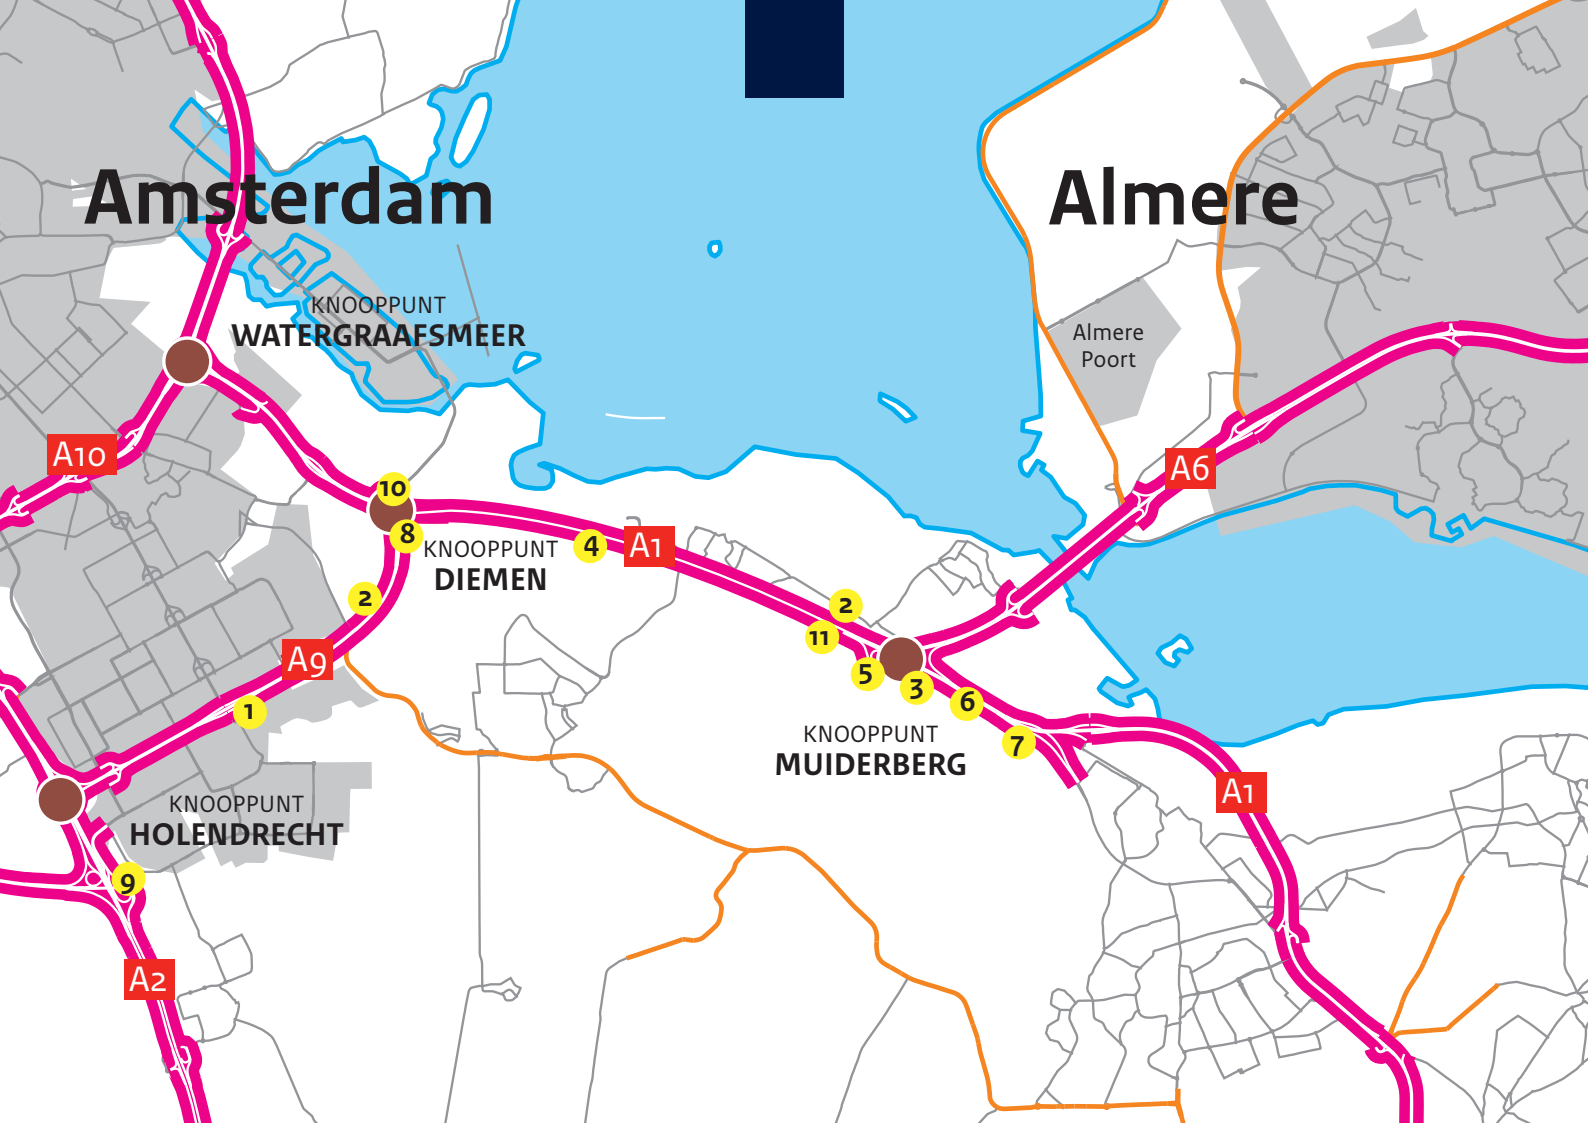 Amsterdam
Almere
KNOOPPUNT
WATERGRAAFSMEER
Almere
Poort
A10
A6
10
8
KNOOPPUNT
DIEMEN
4
A1
2
2
11
A9
5
3
6
1
7
KNOOPPUNT
MUIDERBERG
A1
KNOOPPUNT
HOLENDRECHT
9
A2